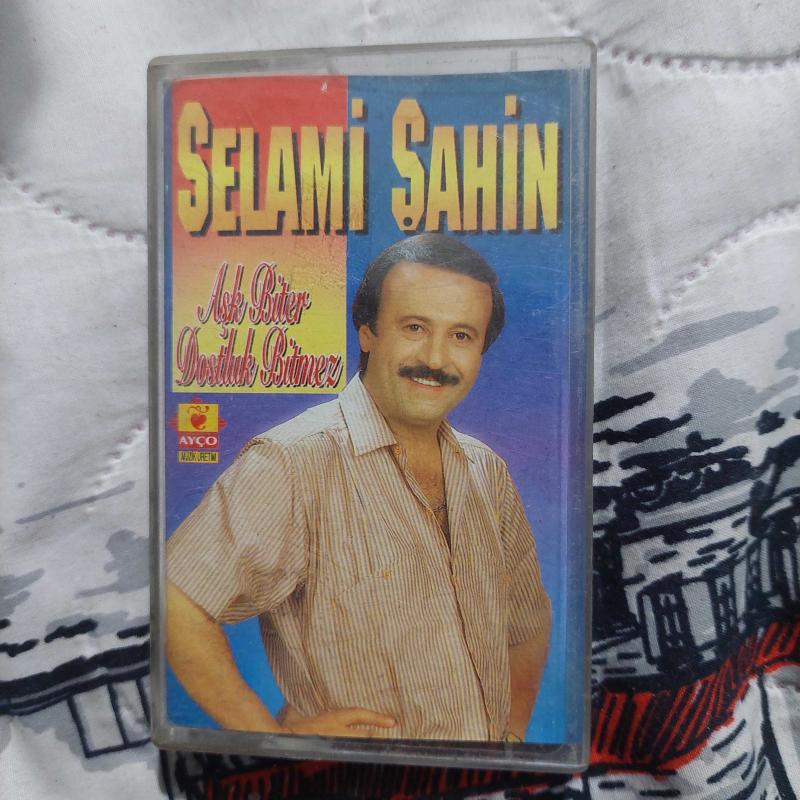 SELAMİ ŞAHİN
Aşk Biter
Dostluk Bitmez
AYÇO
MÜZİK ÜRETİM